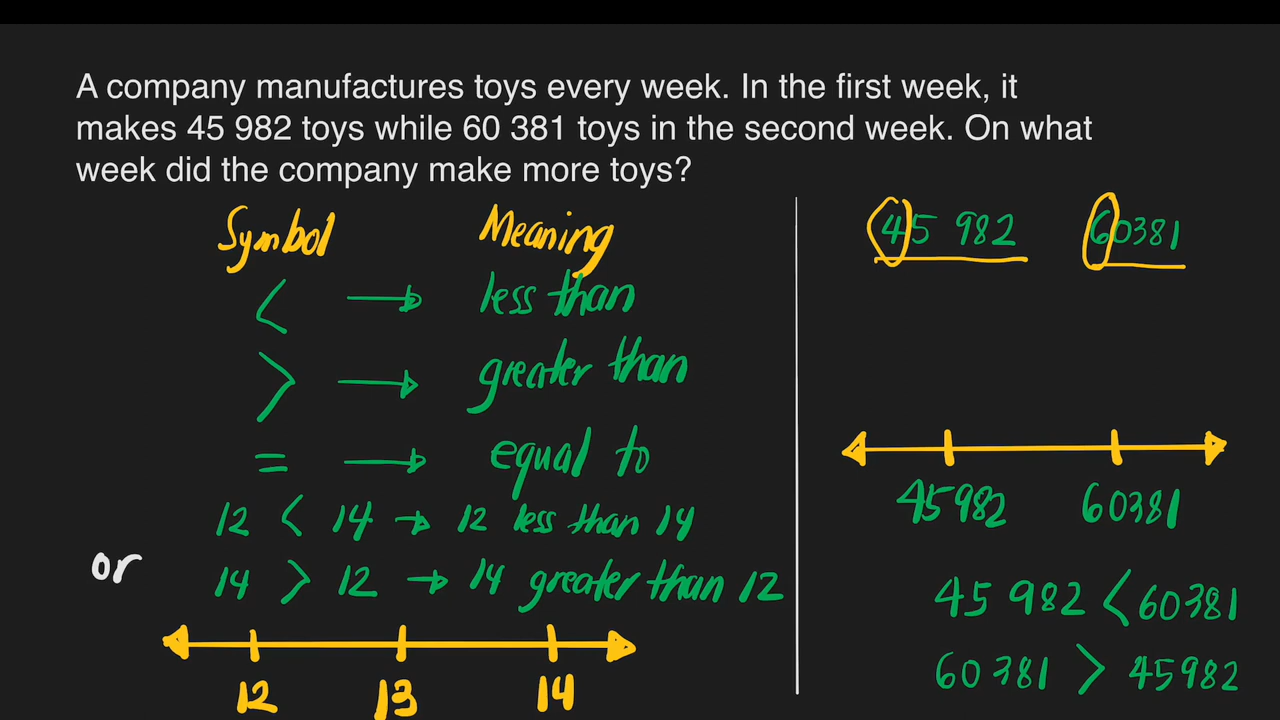 A company manufactures toys every week. In the first week, it
makes 45 982 toys while 60 381 toys in the second week. On what
week did the company make more toys?
Symbol Meaning
< → less than
> → greater than
= → equal to
12 < 14 → 12 less than 14
or
14 > 12 → 14 greater than 12
12 13 14
45 982 60381
45982 60381
45 982 < 60381
60381 > 45982